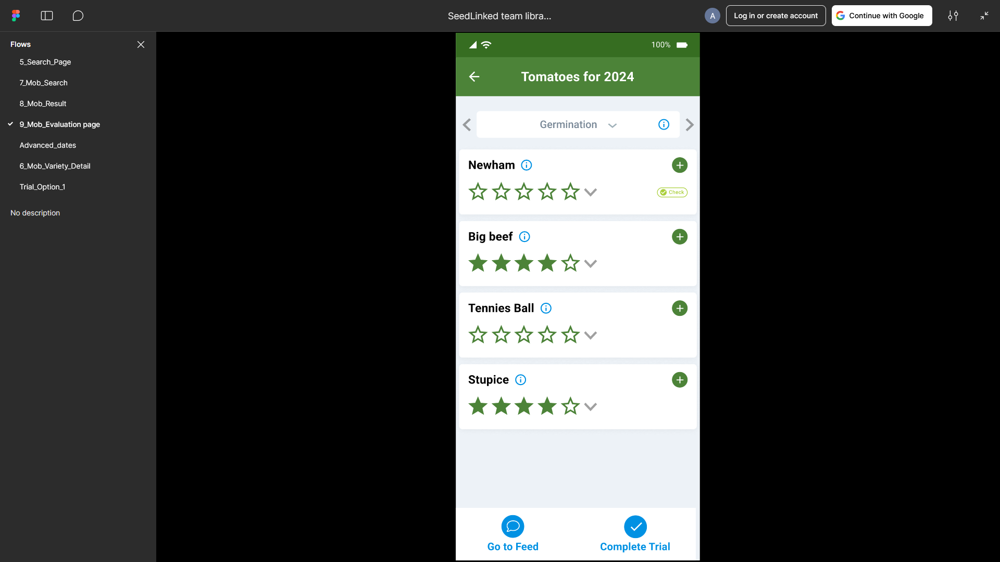 SeedLinked team libra...
A
Log in or create account
Continue with Google
Flows
5_Search_Page
7_Mob_Search
8_Mob_Result
9_Mob_Evaluation page
Advanced_dates
6_Mob_Variety_Detail
Trial_Option_1
No description
100%
Tomatoes for 2024
Germination
Newham
Check
Big beef
Tennies Ball
Stupice
Go to Feed
Complete Trial